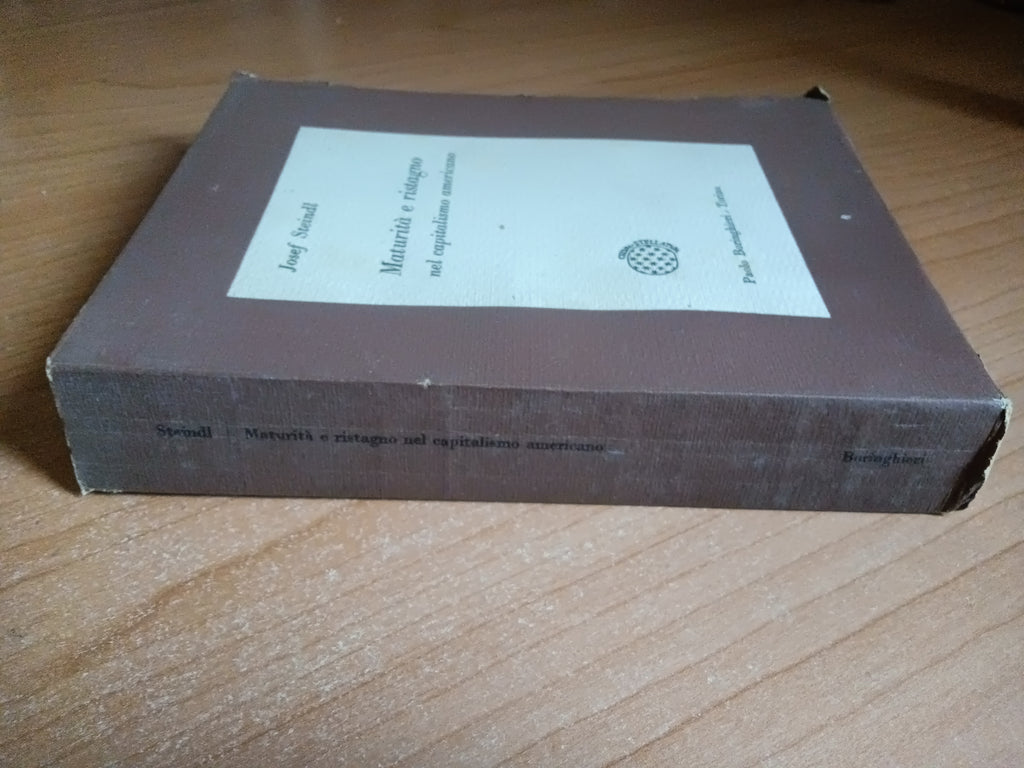 Josef Steindl
Maturità e ristagno
nel capitalismo americano
Paolo Boringhieri · Torino
Steindl Maturità e ristagno nel capitalismo americano
Boringhieri